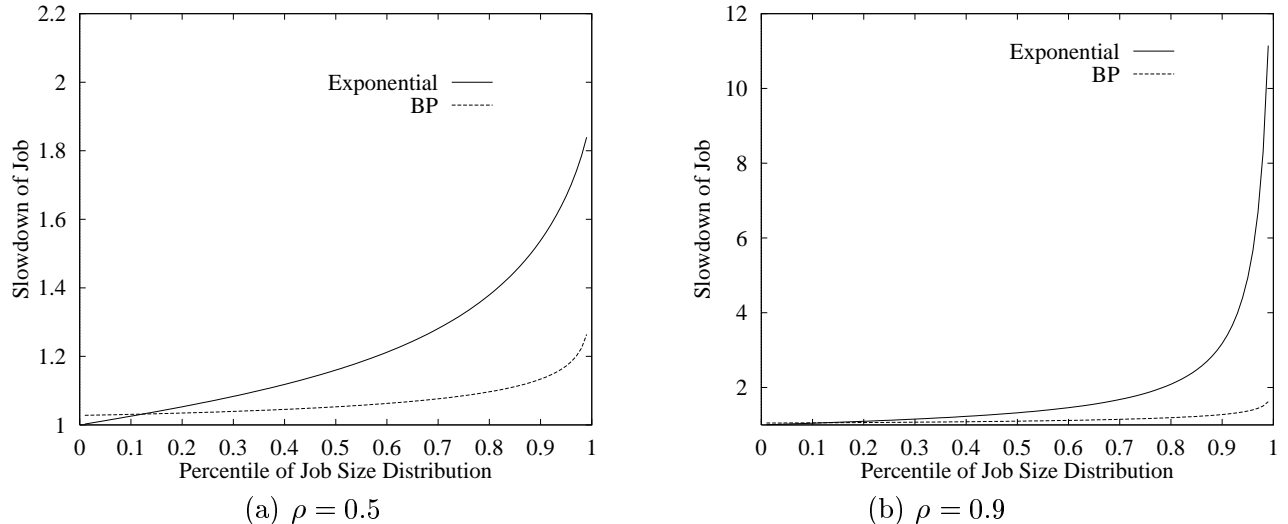 2.2
2
1.8
1.6
1.4
1.2
1
Slowdown of Job
Exponential
BP
0 0.1 0.2 0.3 0.4 0.5 0.6 0.7 0.8 0.9 1
Percentile of Job Size Distribution
(a) ρ = 0.5
12
10
8
6
4
2
Slowdown of Job
Exponential
BP
0 0.1 0.2 0.3 0.4 0.5 0.6 0.7 0.8 0.9 1
Percentile of Job Size Distribution
(b) ρ = 0.9